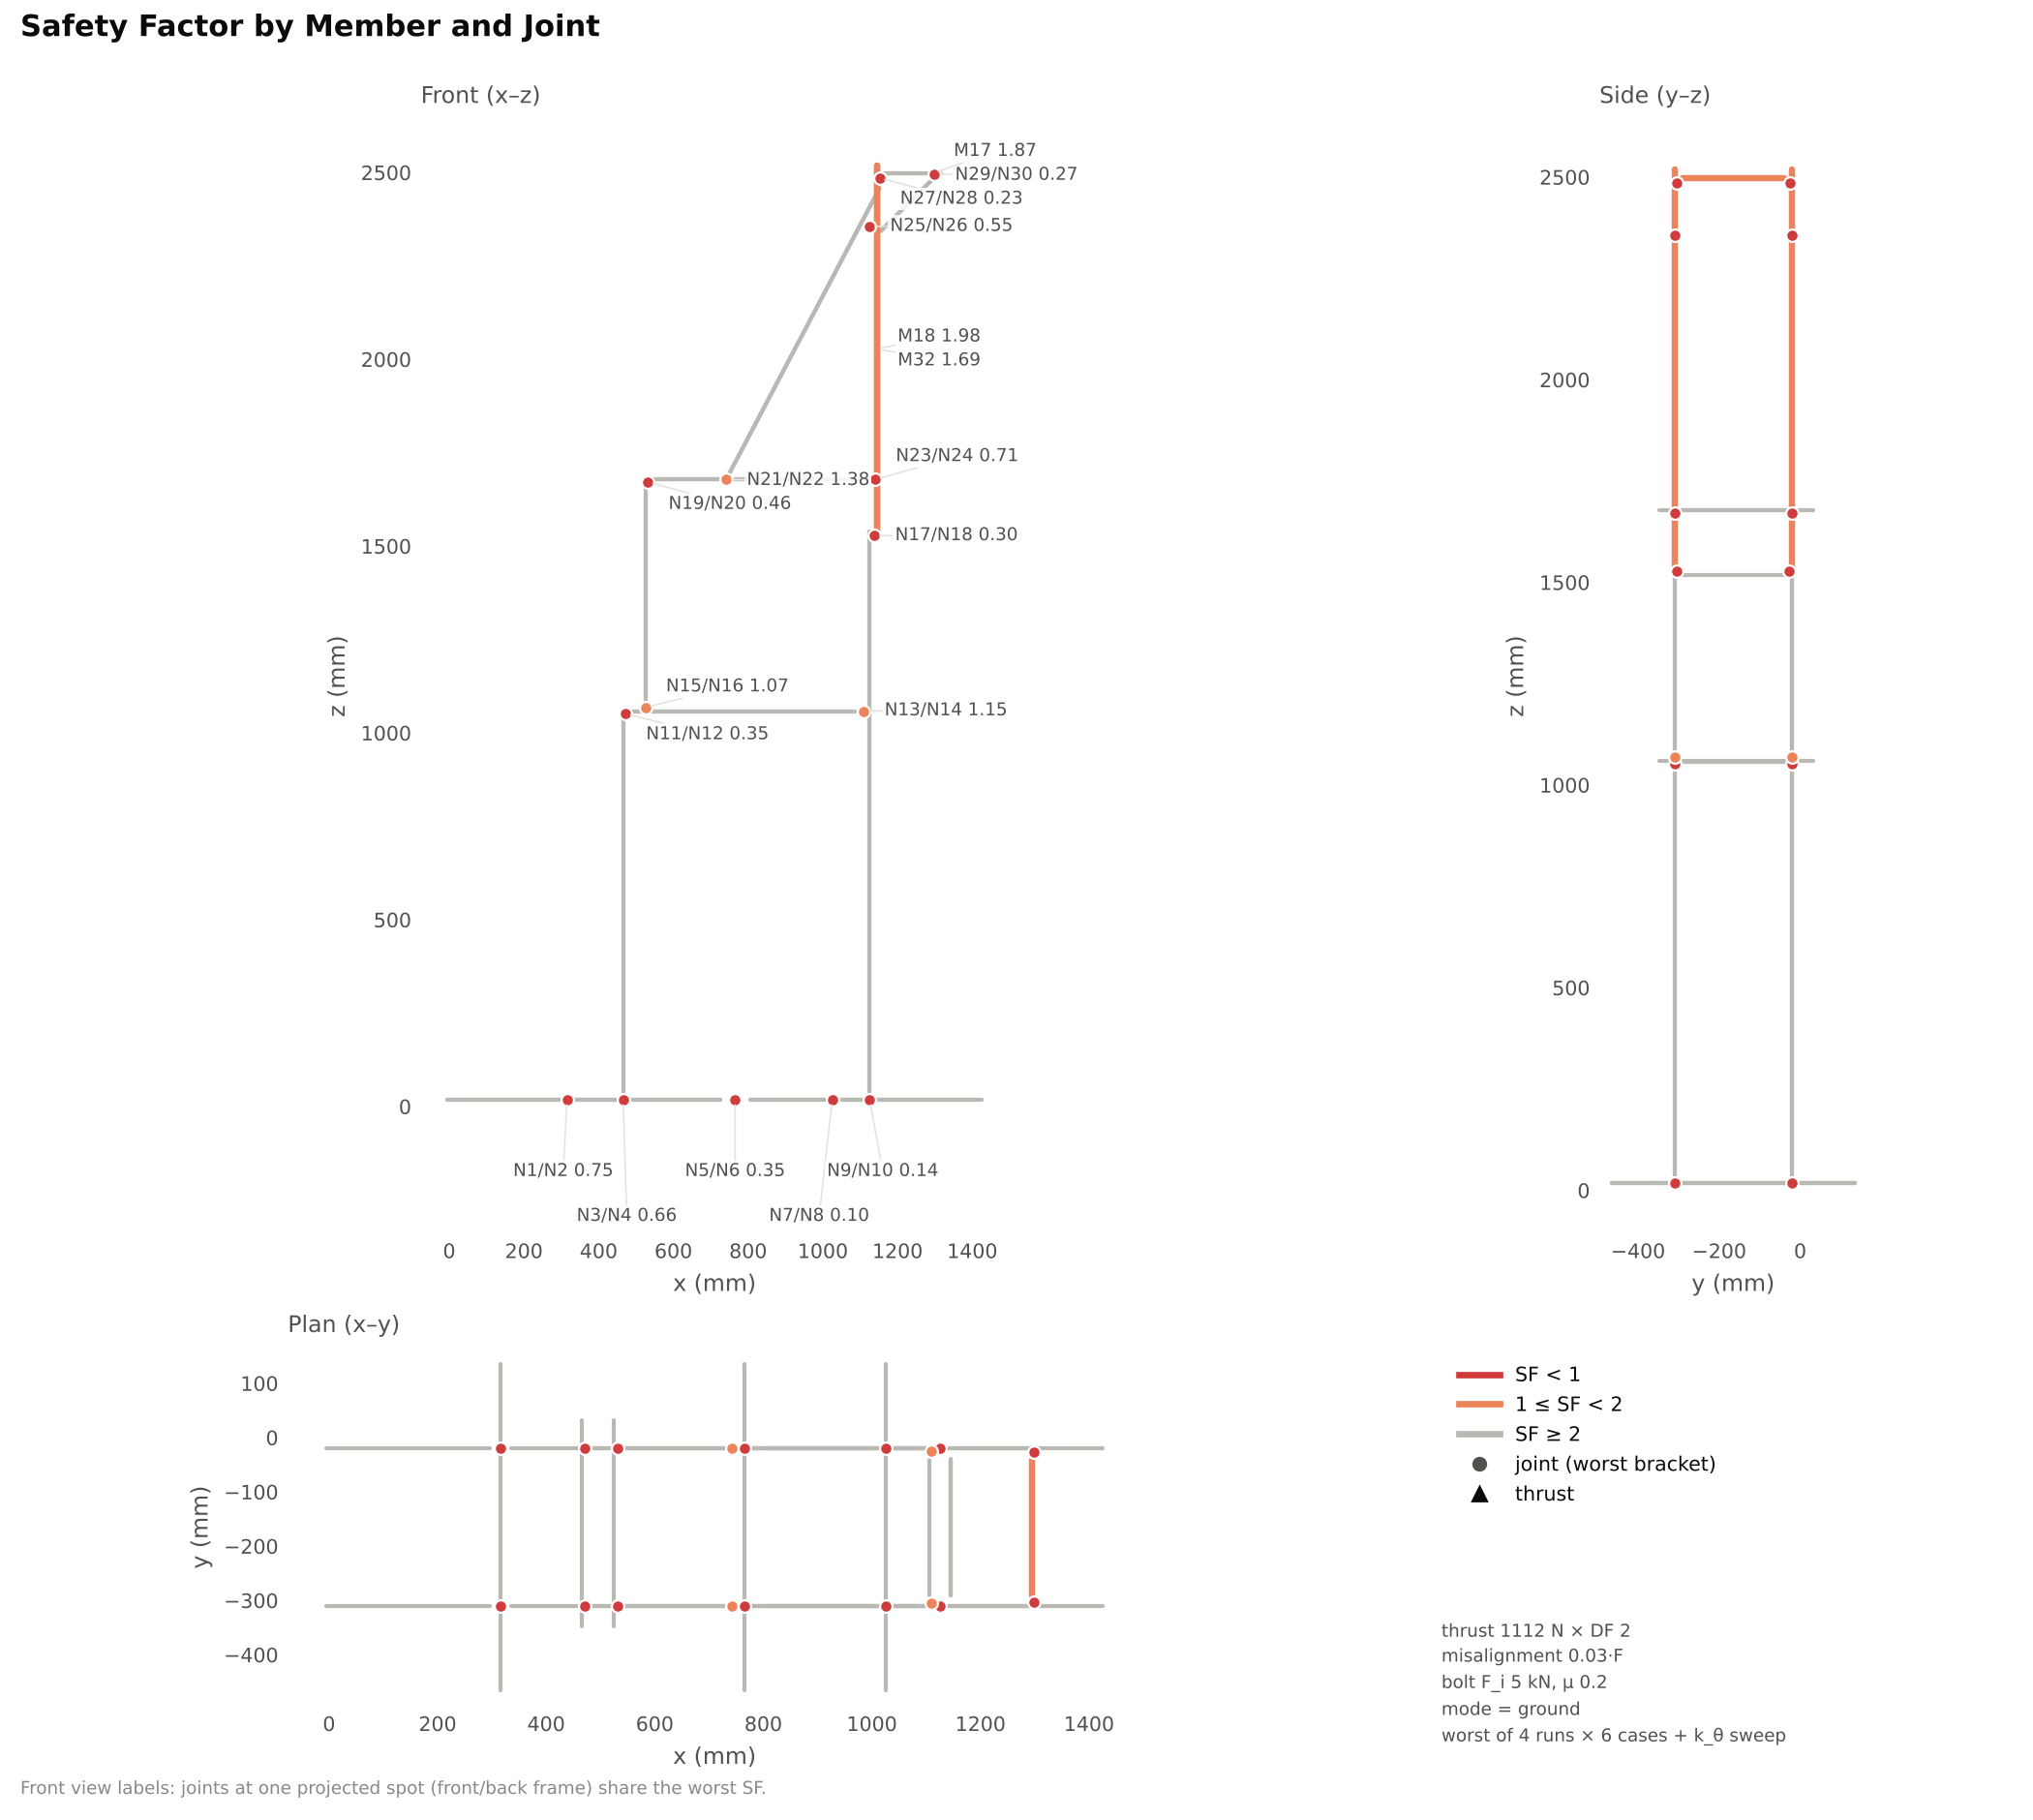 Safety Factor by Member and Joint
Front (x–z)
Side (y–z)
M17 1.87
2500
N29/N30 0.27
2500
N27/N28 0.23
N25/N26 0.55
M18 1.98
2000
M32 1.69
2000
N23/N24 0.71
N21/N22 1.38
N19/N20 0.46
N17/N18 0.30
1500
1500
z (mm)
z (mm)
N15/N16 1.07
N13/N14 1.15
N11/N12 0.35
1000
1000
500
500
0
0
N1/N2 0.75
N5/N6 0.35
N9/N10 0.14
N3/N4 0.66
N7/N8 0.10
0 200 400 600 800 1000 1200 1400
−400 −200 0
x (mm)
y (mm)
Plan (x–y)
100
0
−100
−200
−300
−400
y (mm)
0 200 400 600 800 1000 1200 1400
x (mm)
SF < 1
1 ≤ SF < 2
SF ≥ 2
joint (worst bracket)
thrust
thrust 1112 N × DF 2
misalignment 0.03·F
bolt F_i 5 kN, μ 0.2
mode = ground
worst of 4 runs × 6 cases + k_θ sweep
Front view labels: joints at one projected spot (front/back frame) share the worst SF.